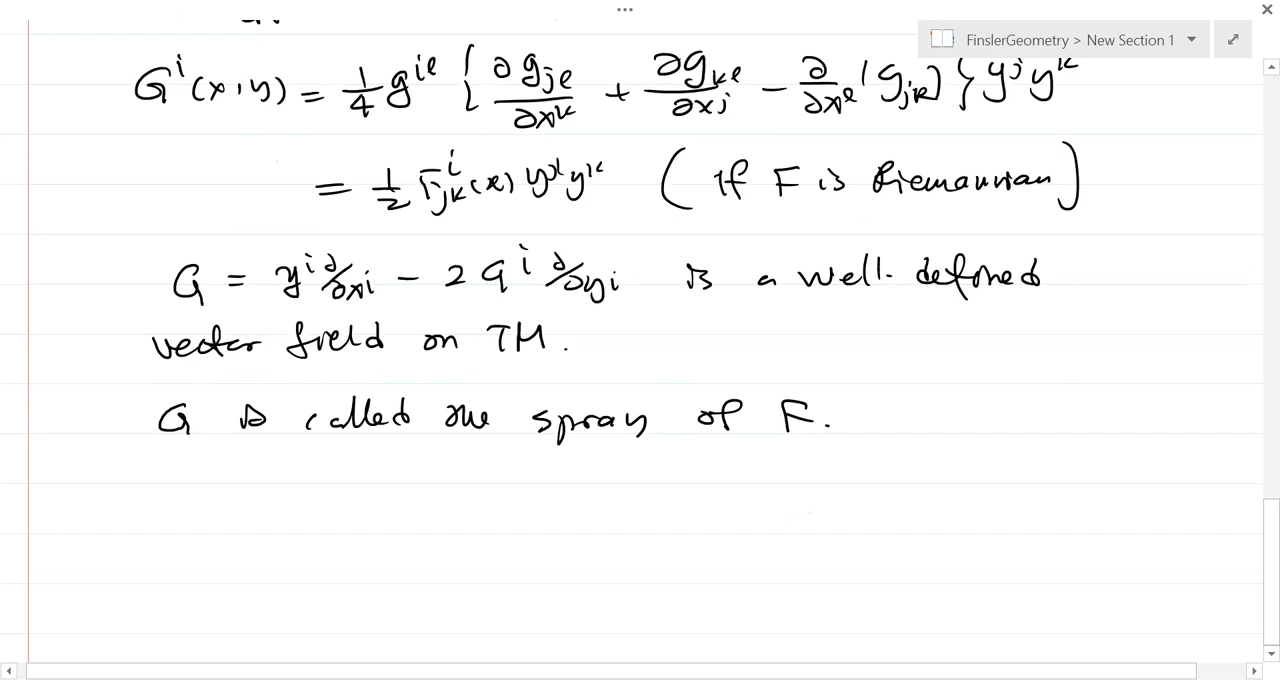 FinslerGeometry > New Section 1
G^i(x,y) = 1/4 g^{il} { ∂g_{jl}/∂x^k + ∂g_{kl}/∂x^j − ∂/∂x^l (g_{jk}) } y^j y^k
= 1/2 Γ^i_{jk}(x) y^j y^k (If F is Riemannian)
G = y^i ∂/∂x^i − 2 G^i ∂/∂y^i is a well-defined
vector field on TM.
G is called the spray of F.